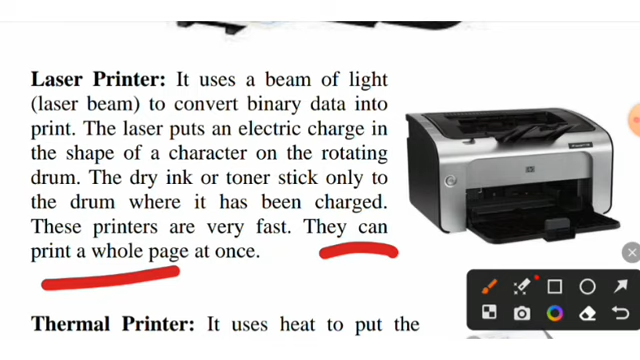 Laser Printer: It uses a beam of light
(laser beam) to convert binary data into
print. The laser puts an electric charge in
the shape of a character on the rotating
drum. The dry ink or toner stick only to
the drum where it has been charged.
These printers are very fast. They can
print a whole page at once.
Thermal Printer: It uses heat to put the